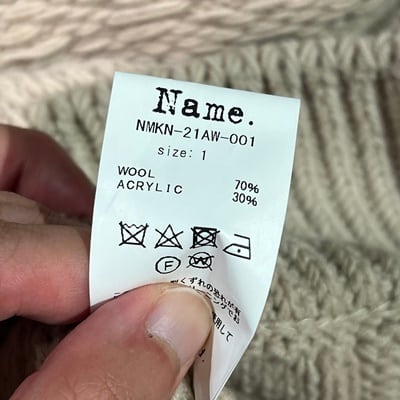 Name.
NMKN-21AW-001
size: 1
WOOL 70%
ACRYLIC 30%
F W